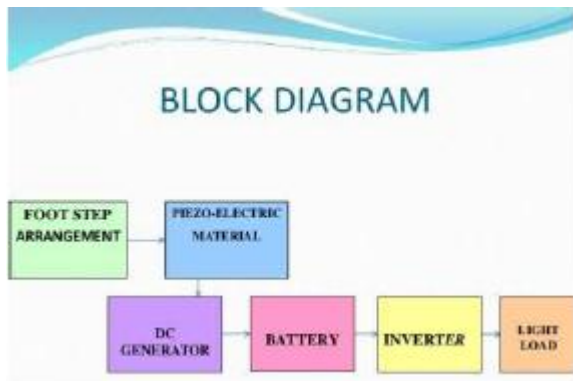 BLOCK DIAGRAM
FOOT STEP
ARRANGEMENT
PIEZO-ELECTRIC
MATERIAL
DC
GENERATOR
BATTERY
INVERTER
LIGHT
LOAD